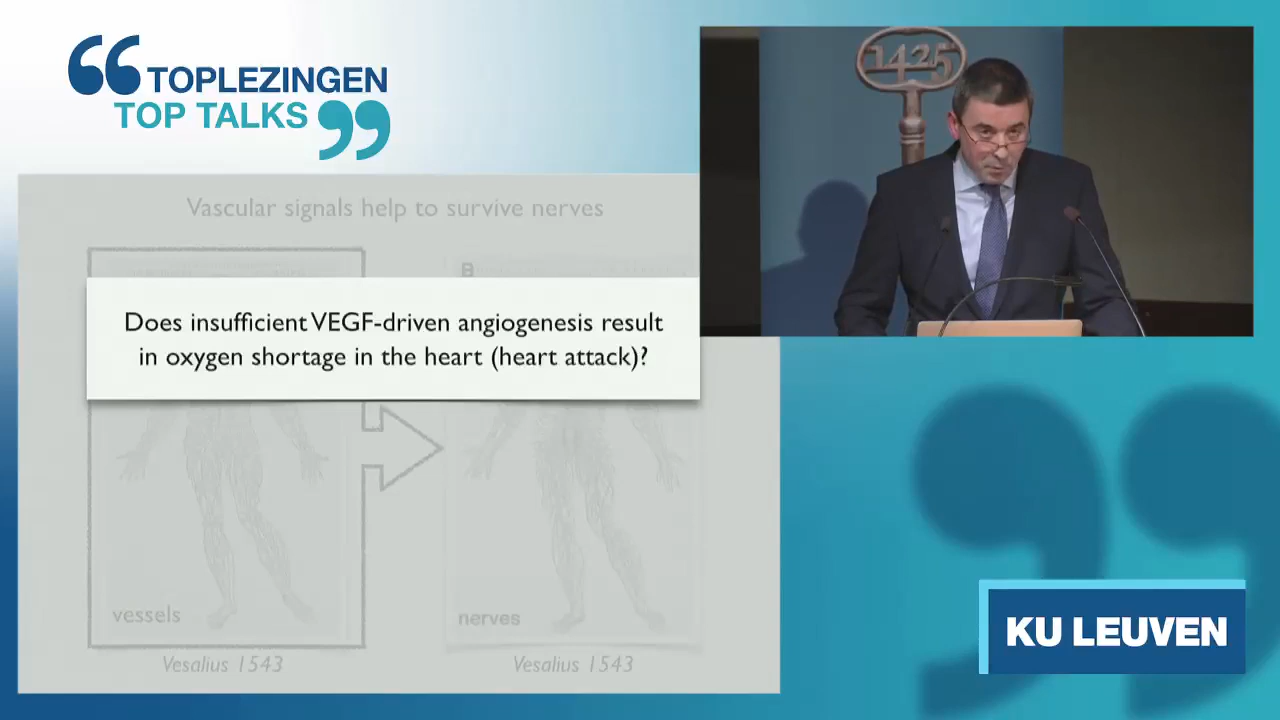 TOPLEZINGEN
TOP TALKS
1425
Vascular signals help to survive nerves
B
Does insufficient VEGF-driven angiogenesis result
in oxygen shortage in the heart (heart attack)?
vessels
nerves
Vesalius 1543
Vesalius 1543
KU LEUVEN